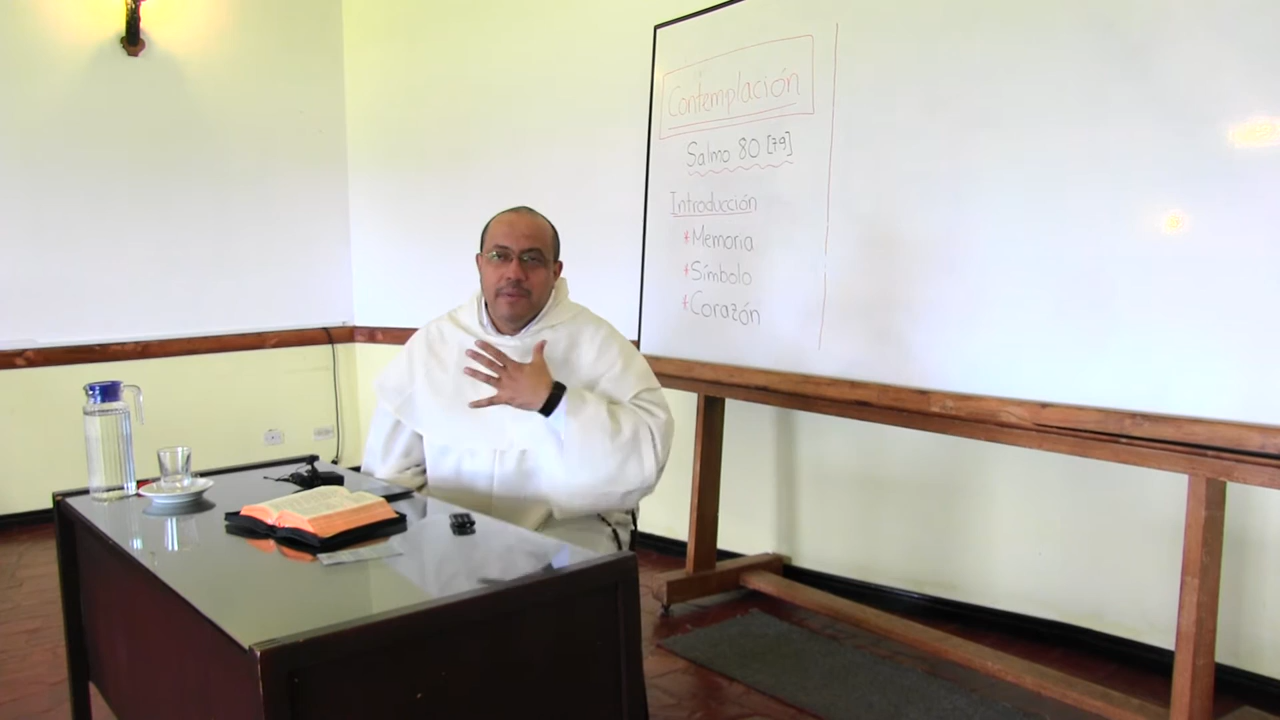 Contemplación
Salmo 80 [79]
Introducción
*Memoria
*Símbolo
*Corazón